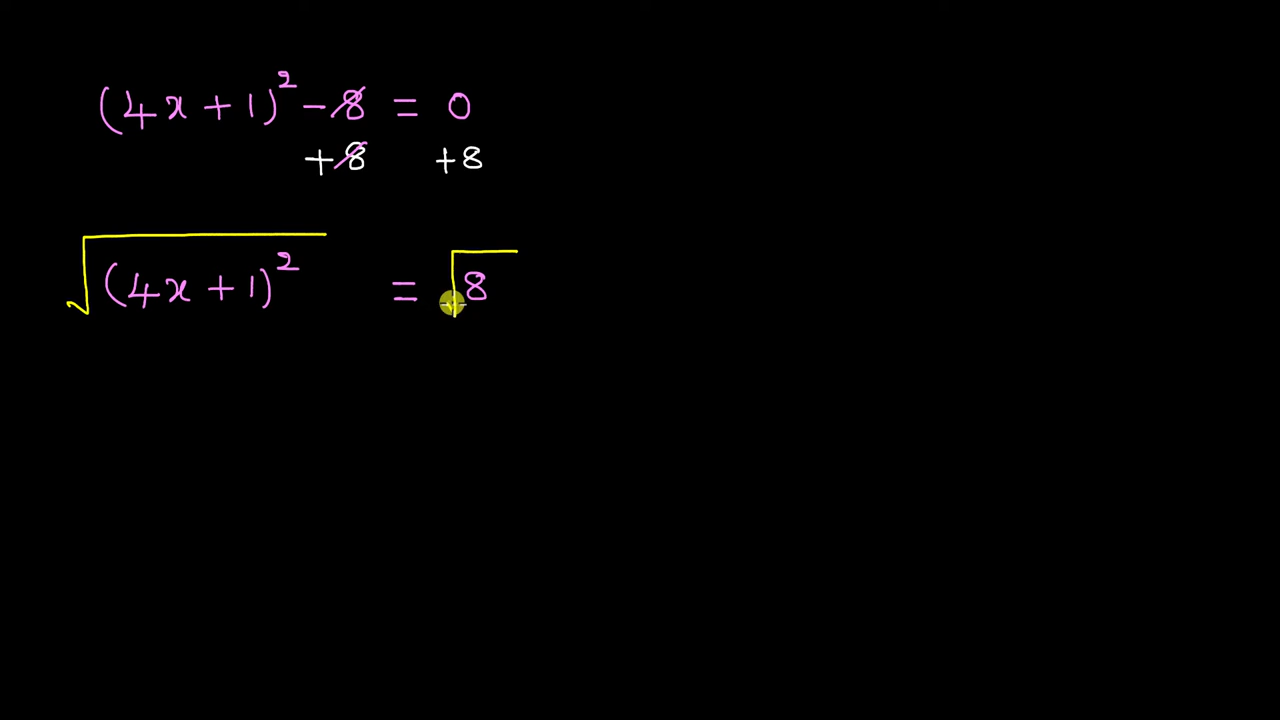 (4x+1)² - 8 = 0
+8 +8
√(4x+1)² = √8